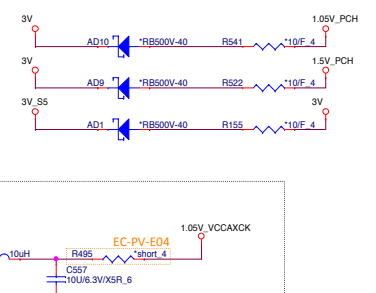 3V 1.05V_PCH
AD10 *RB500V-40 R541 *10/F_4
3V 1.5V_PCH
AD9 *RB500V-40 R522 *10/F_4
3V_S5 3V
AD1 *RB500V-40 R155 *10/F_4
1.05V_VCCAXCK
EC-PV-E04
10uH R495 *short_4
C557
10U/6.3V/X5R_6